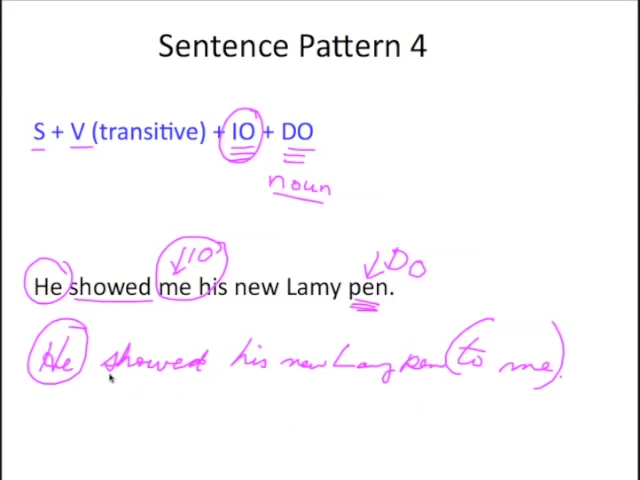 Sentence Pattern 4
S + V (transitive) + IO + DO
noun
IO
DO
He showed me his new Lamy pen.
He showed his new Lamy pen (to me).